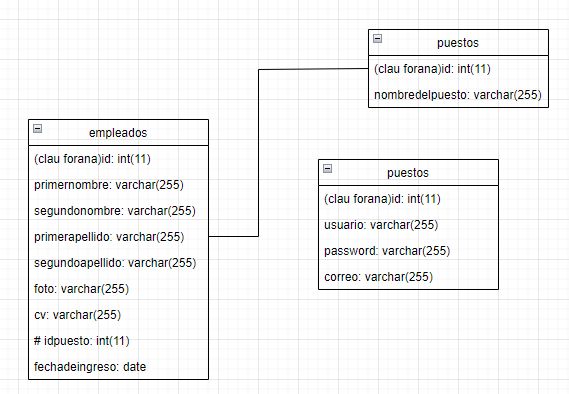 puestos
(clau forana)id: int(11)
nombredelpuesto: varchar(255)
empleados
(clau forana)id: int(11)
primernombre: varchar(255)
segundonombre: varchar(255)
primerapellido: varchar(255)
segundoapellido: varchar(255)
foto: varchar(255)
cv: varchar(255)
# idpuesto: int(11)
fechadeingreso: date
puestos
(clau forana)id: int(11)
usuario: varchar(255)
password: varchar(255)
correo: varchar(255)